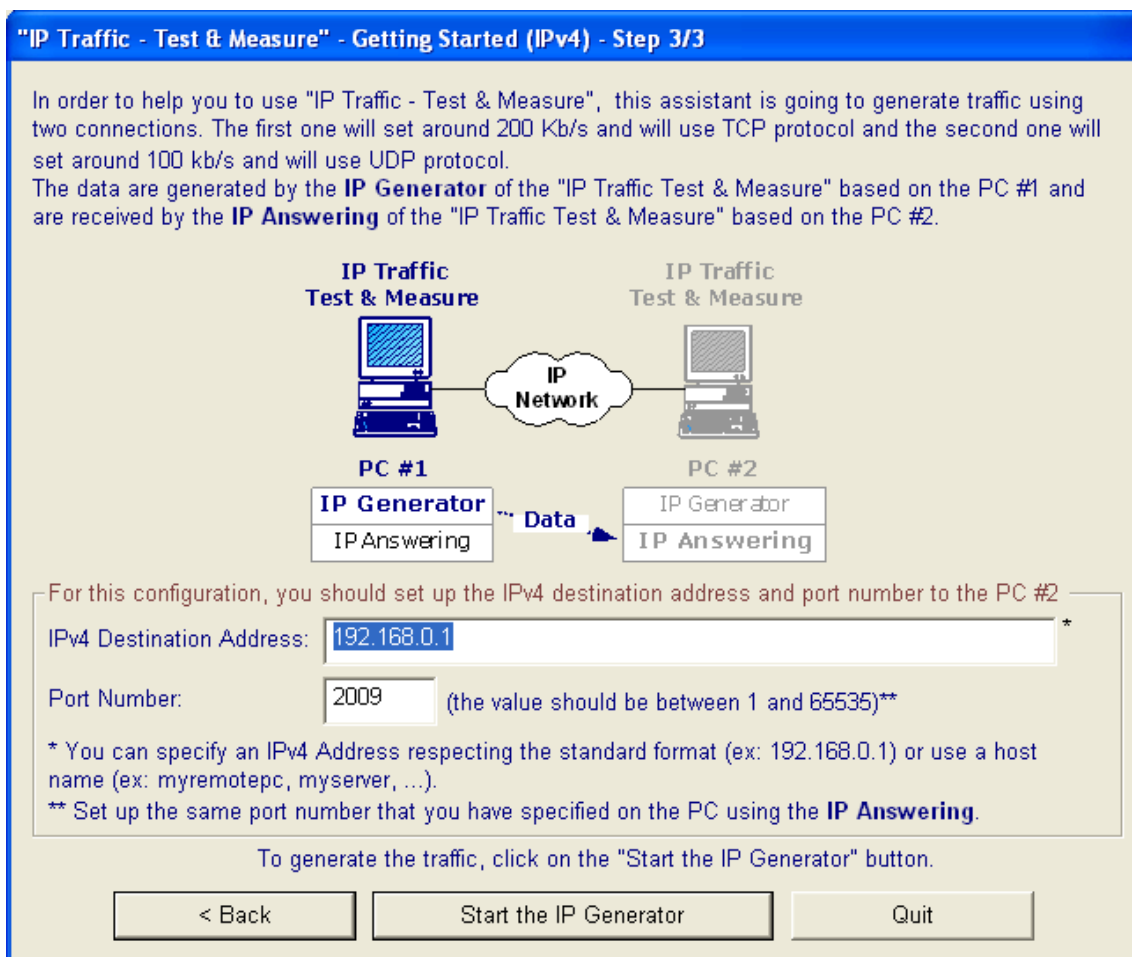 "IP Traffic - Test & Measure" - Getting Started (IPv4) - Step 3/3
In order to help you to use "IP Traffic - Test & Measure", this assistant is going to generate traffic using
two connections. The first one will set around 200 Kb/s and will use TCP protocol and the second one will
set around 100 kb/s and will use UDP protocol.
The data are generated by the IP Generator of the "IP Traffic Test & Measure" based on the PC #1 and
are received by the IP Answering of the "IP Traffic Test & Measure" based on the PC #2.
IP Traffic
Test & Measure
IP Traffic
Test & Measure
IP
Network
PC #1
PC #2
IP Generator
IP Answering
Data
IP Generator
IP Answering
For this configuration, you should set up the IPv4 destination address and port number to the PC #2
IPv4 Destination Address: 192.168.0.1 *
Port Number: 2009 (the value should be between 1 and 65535)**
* You can specify an IPv4 Address respecting the standard format (ex: 192.168.0.1) or use a host
name (ex: myremotepc, myserver, ...).
** Set up the same port number that you have specified on the PC using the IP Answering.
To generate the traffic, click on the "Start the IP Generator" button.
< Back
Start the IP Generator
Quit